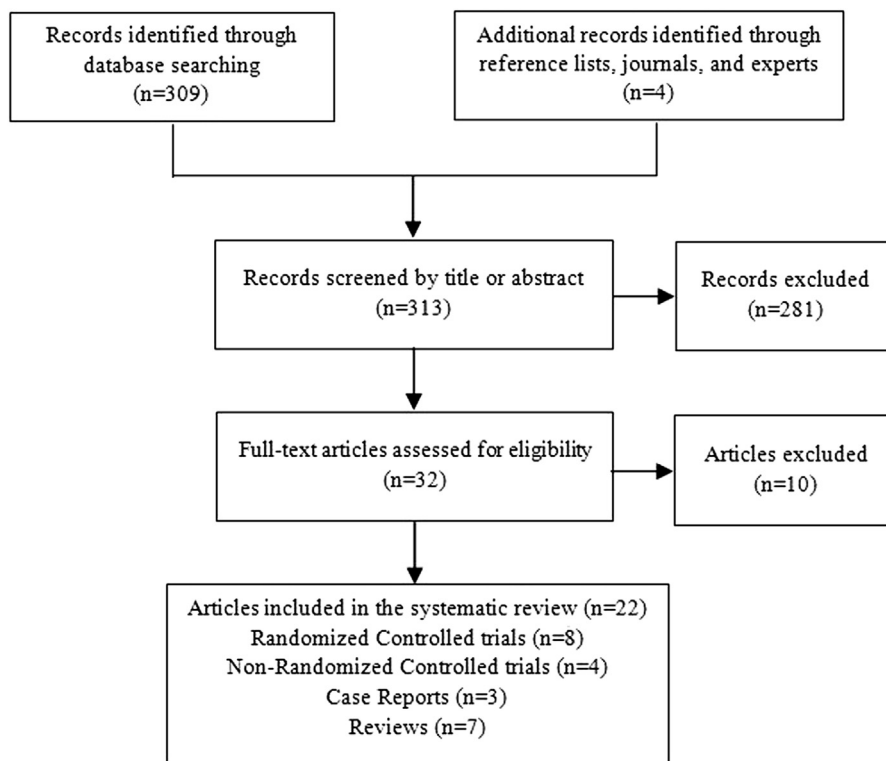 Records identified through
database searching
(n=309)
Additional records identified through
reference lists, journals, and experts
(n=4)
Records screened by title or abstract
(n=313)
Records excluded
(n=281)
Full-text articles assessed for eligibility
(n=32)
Articles excluded
(n=10)
Articles included in the systematic review (n=22)
Randomized Controlled trials (n=8)
Non-Randomized Controlled trials (n=4)
Case Reports (n=3)
Reviews (n=7)